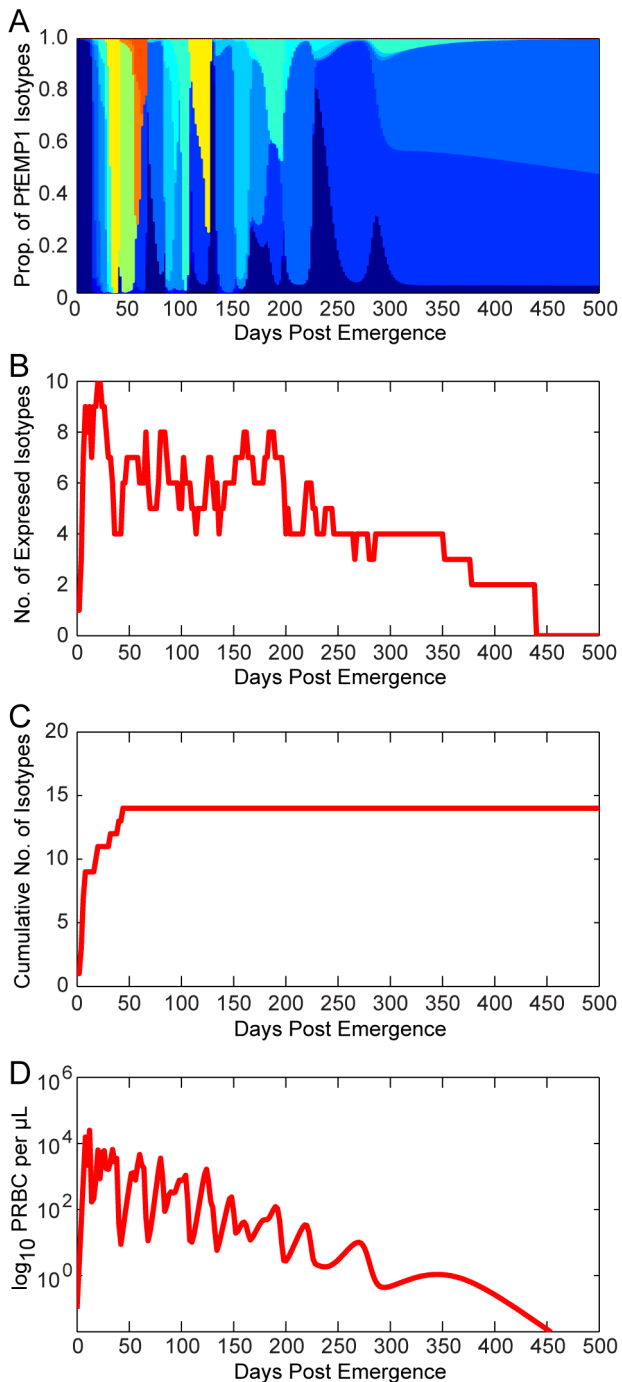 A
Prop. of PfEMP1 Isotypes
1.0
0.8
0.6
0.4
0.2
0
0 50 100 150 200 250 300 350 400 450 500
Days Post Emergence
B
No. of Expresed Isotypes
10
8
6
4
2
0
0 50 100 150 200 250 300 350 400 450 500
Days Post Emergence
C
Cumulative No. of Isotypes
20
15
10
5
0
0 50 100 150 200 250 300 350 400 450 500
Days Post Emergence
D
log10 PRBC per µL
10^6
10^4
10^2
10^0
0 50 100 150 200 250 300 350 400 450 500
Days Post Emergence